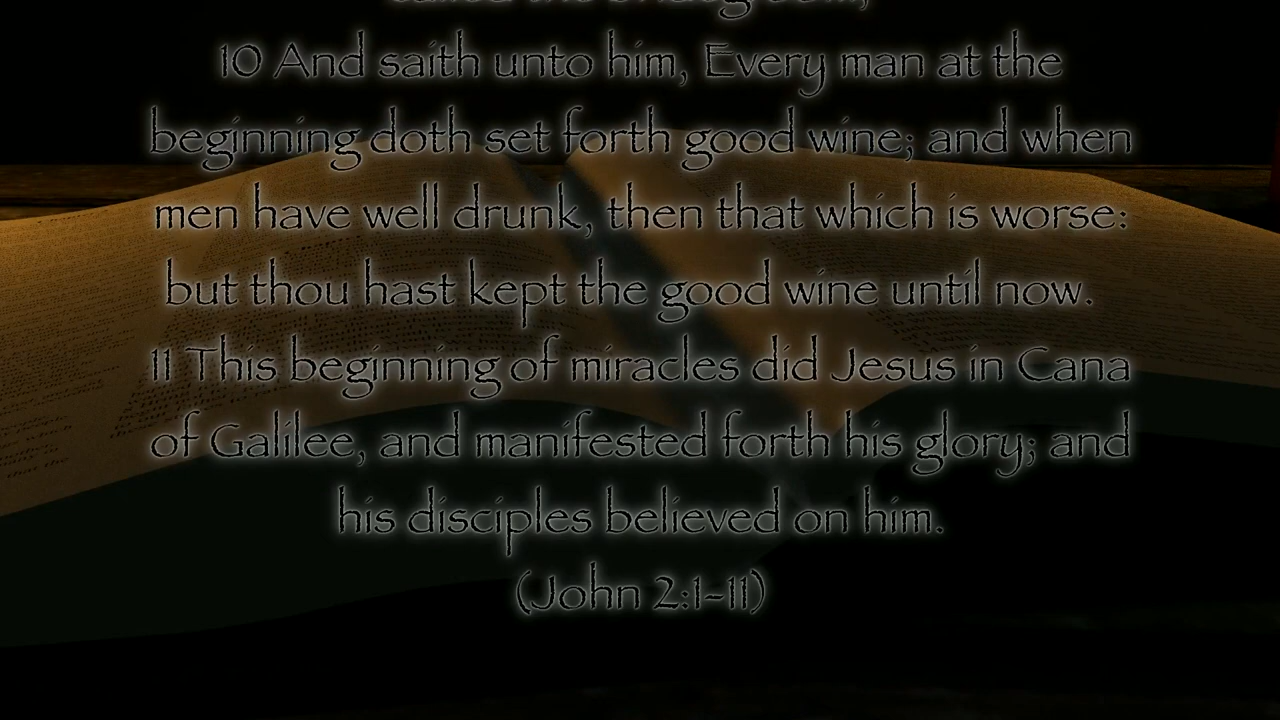 called the bridegroom,
10 And saith unto him, Every man at the
beginning doth set forth good wine; and when
men have well drunk, then that which is worse:
but thou hast kept the good wine until now.
11 This beginning of miracles did Jesus in Cana
of Galilee, and manifested forth his glory; and
his disciples believed on him.
(John 2:1-11)